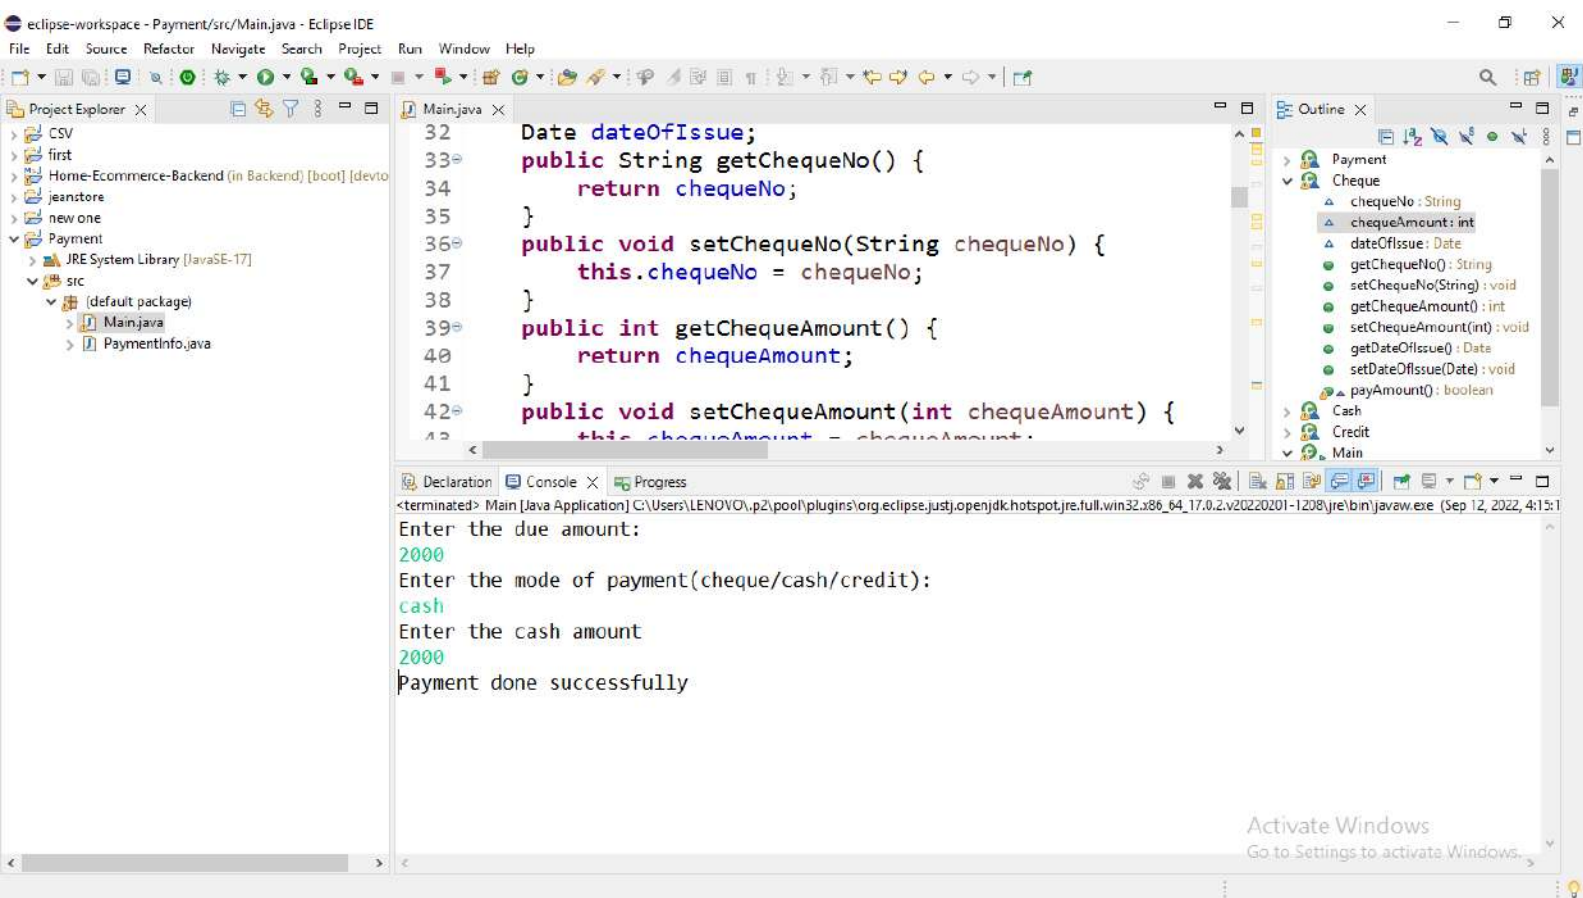 eclipse-workspace - Payment/src/Main.java - Eclipse IDE
File Edit Source Refactor Navigate Search Project Run Window Help
Project Explorer
CSV
first
Home-Ecommerce-Backend (in Backend) [boot] [devto
jeanstore
new one
Payment
JRE System Library [JavaSE-17]
src
(default package)
Main.java
PaymentInfo.java
Main.java
32 Date dateOfIssue;
33 public String getChequeNo() {
34 return chequeNo;
35 }
36 public void setChequeNo(String chequeNo) {
37 this.chequeNo = chequeNo;
38 }
39 public int getChequeAmount() {
40 return chequeAmount;
41 }
42 public void setChequeAmount(int chequeAmount) {
43 this.chequeAmount = chequeAmount;
Outline
Payment
Cheque
chequeNo : String
chequeAmount : int
dateOfIssue : Date
getChequeNo() : String
setChequeNo(String) : void
getChequeAmount() : int
setChequeAmount(int) : void
getDateOfIssue() : Date
setDateOfIssue(Date) : void
payAmount() : boolean
Cash
Credit
Main
Declaration Console Progress
<terminated> Main [Java Application] C:\Users\LENOVO\.p2\pool\plugins\org.eclipse.justj.openjdk.hotspot.jre.full.win32.x86_64_17.0.2.v20220201-1208\jre\bin\javaw.exe (Sep 12, 2022, 4:15:1
Enter the due amount:
2000
Enter the mode of payment(cheque/cash/credit):
cash
Enter the cash amount
2000
Payment done successfully
Activate Windows
Go to Settings to activate Windows.